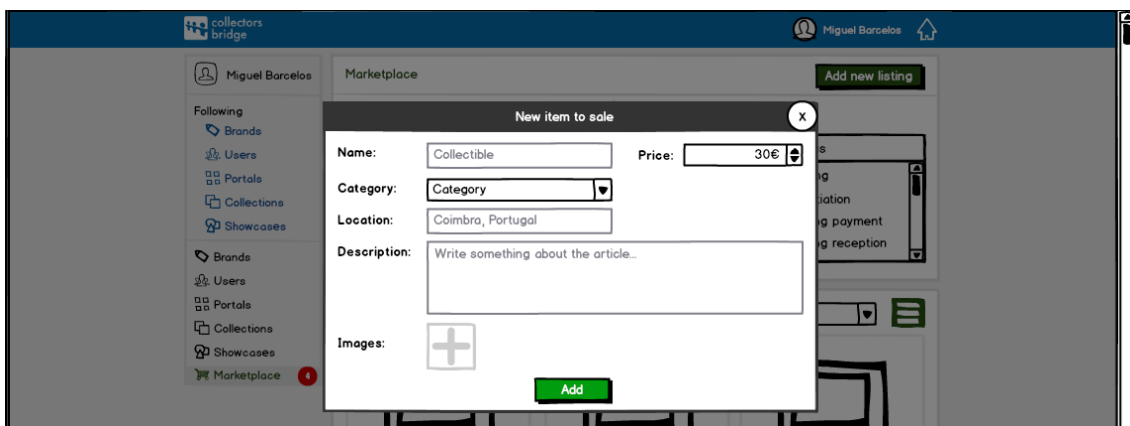 collectors
bridge
Miguel Barcelos
Miguel Barcelos
Marketplace
Add new listing
Following
Brands
Users
Portals
Collections
Showcases
Brands
Users
Portals
Collections
Showcases
Marketplace 4
New item to sale
x
Name: Collectible
Price: 30€
Category: Category
Location: Coimbra, Portugal
Description: Write something about the article...
Images:
Add
payment
reception